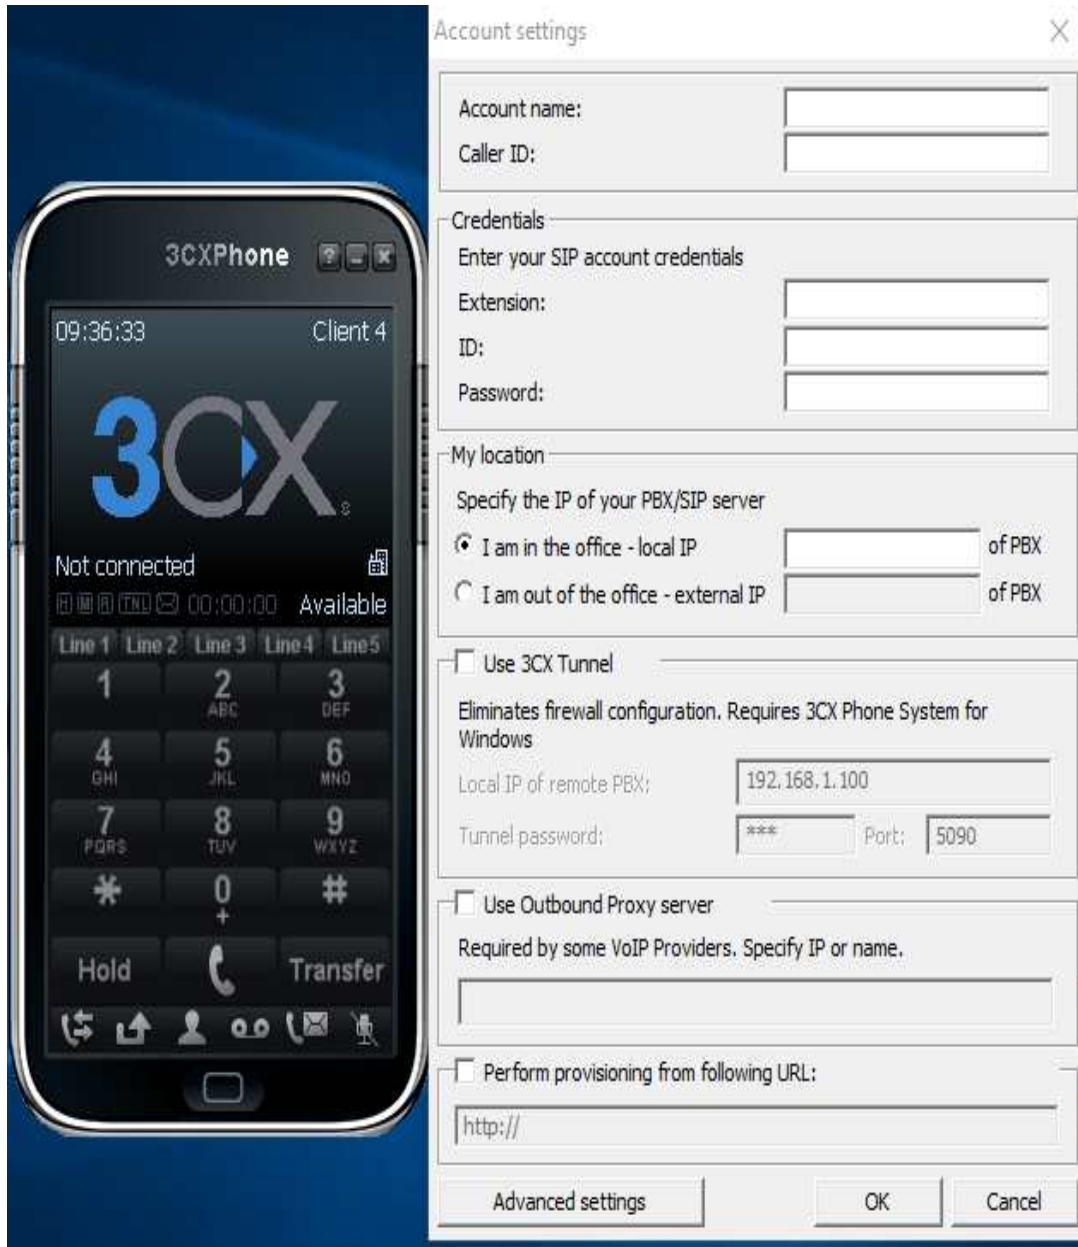 3CXPhone
09:36:33 Client 4
3CX
Not connected
H M R TNL 00:00:00 Available
Line 1 Line 2 Line 3 Line4 Line5
1 2 3
ABC DEF
4 5 6
GHI JKL MNO
7 8 9
PQRS TUV WXYZ
* 0 #
+
Hold Transfer
Account settings
Account name:
Caller ID:
Credentials
Enter your SIP account credentials
Extension:
ID:
Password:
My location
Specify the IP of your PBX/SIP server
I am in the office - local IP of PBX
I am out of the office - external IP of PBX
Use 3CX Tunnel
Eliminates firewall configuration. Requires 3CX Phone System for
Windows
Local IP of remote PBX: 192.168.1.100
Tunnel password: *** Port: 5090
Use Outbound Proxy server
Required by some VoIP Providers. Specify IP or name.
Perform provisioning from following URL:
http://
Advanced settings OK Cancel